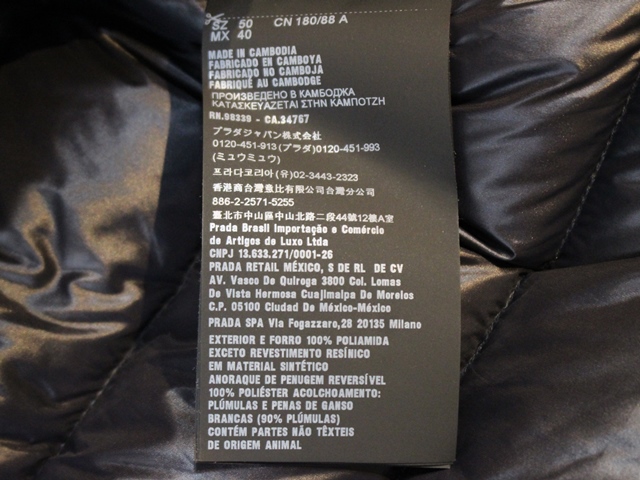 SZ 50 CN 180/88 A
MX 40
MADE IN CAMBODIA
FABRICADO EN CAMBOYA
FABRICADO NO CAMBOJA
FABRIQUÉ AU CAMBODGE
ПРОИЗВЕДЕНО В КАМБОДЖА
ΚΑΤΑΣΚΕΥΑΖΕΤΑΙ ΣΤΗΝ ΚΑΜΠΟΤΖΗ
RN.98339 - CA.34767
プラダジャパン株式会社
0120-451-913(プラダ)0120-451-993
(ミュウミュウ)
프라다코리아(유)02-3443-2323
香港商台灣壹比有限公司台灣分公司
886-2-2571-5255
臺北市中山區中山北路二段44號12樓A室
Prada Brasil Importação e Comércio
de Artigos de Luxo Ltda
CNPJ 13.633.271/0001-26
PRADA RETAIL MÉXICO, S DE RL DE CV
AV. Vasco De Quiroga 3800 Col. Lomas
De Vista Hermosa Cuajimalpa De Morelos
C.P. 05100 Ciudad De México-México
PRADA SPA Via Fogazzaro,28 20135 Milano
EXTERIOR E FORRO 100% POLIAMIDA
EXCETO REVESTIMENTO RESÍNICO
EM MATERIAL SINTÉTICO
ANORAQUE DE PENUGEM REVERSÍVEL
100% POLIÉSTER ACOLCHOAMENTO:
PLÚMULAS E PENAS DE GANSO
BRANCAS (90% PLÚMULAS)
CONTÉM PARTES NÃO TÊXTEIS
DE ORIGEM ANIMAL